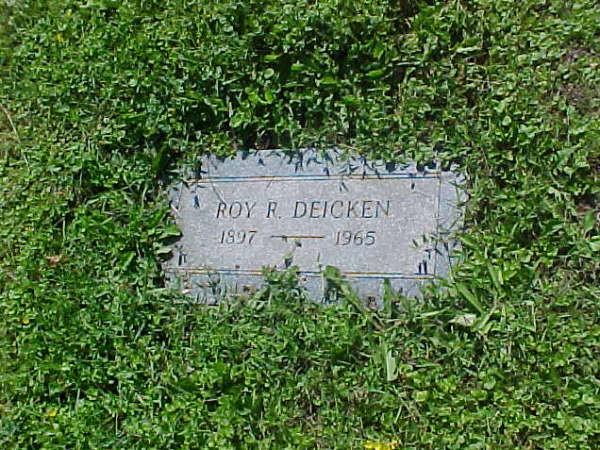 ROY R. DEICKEN
1897 — 1965